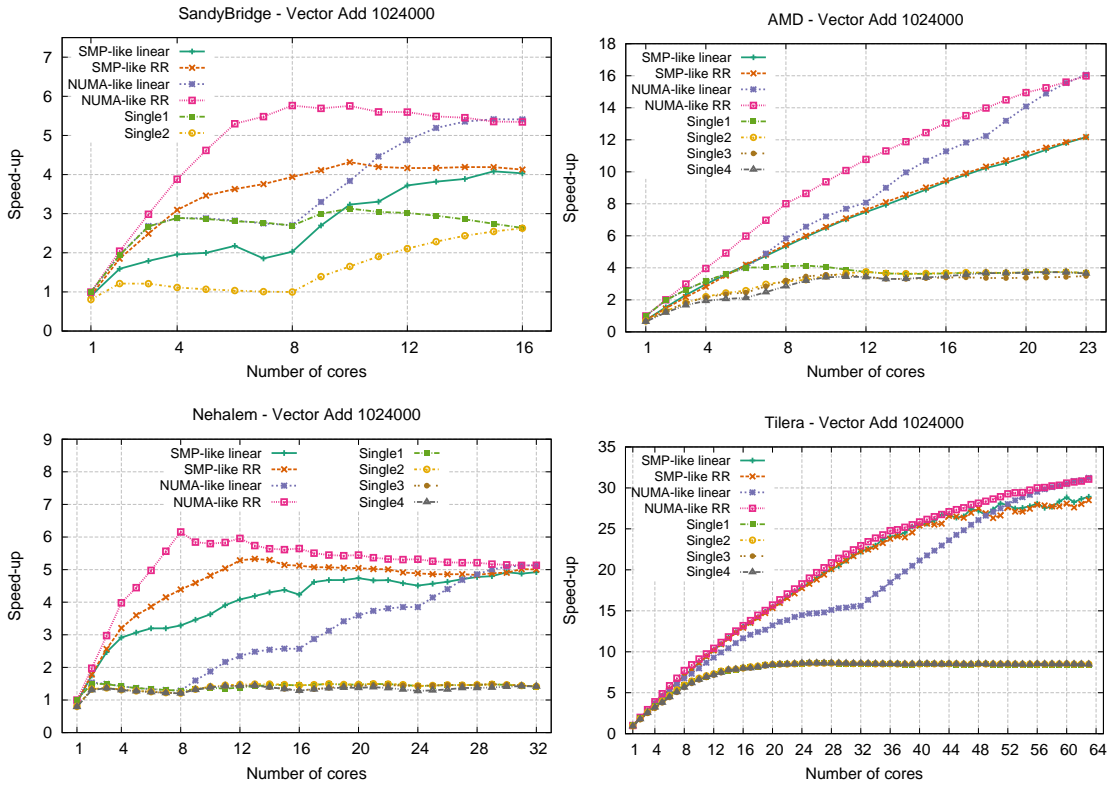 SandyBridge - Vector Add 1024000
7
6
5
4
3
2
1
0
Speed-up
SMP-like linear
SMP-like RR
NUMA-like linear
NUMA-like RR
Single1
Single2
1 4 8 12 16
Number of cores
AMD - Vector Add 1024000
18
16
14
12
10
8
6
4
2
0
Speed-up
SMP-like linear
SMP-like RR
NUMA-like linear
NUMA-like RR
Single1
Single2
Single3
Single4
1 4 8 12 16 20 23
Number of cores
Nehalem - Vector Add 1024000
9
8
7
6
5
4
3
2
1
0
Speed-up
SMP-like linear
SMP-like RR
NUMA-like linear
NUMA-like RR
Single1
Single2
Single3
Single4
1 4 8 12 16 20 24 28 32
Number of cores
Tilera - Vector Add 1024000
35
30
25
20
15
10
5
0
Speed-up
SMP-like linear
SMP-like RR
NUMA-like linear
NUMA-like RR
Single1
Single2
Single3
Single4
1 4 8 12 16 20 24 28 32 36 40 44 48 52 56 60 64
Number of cores